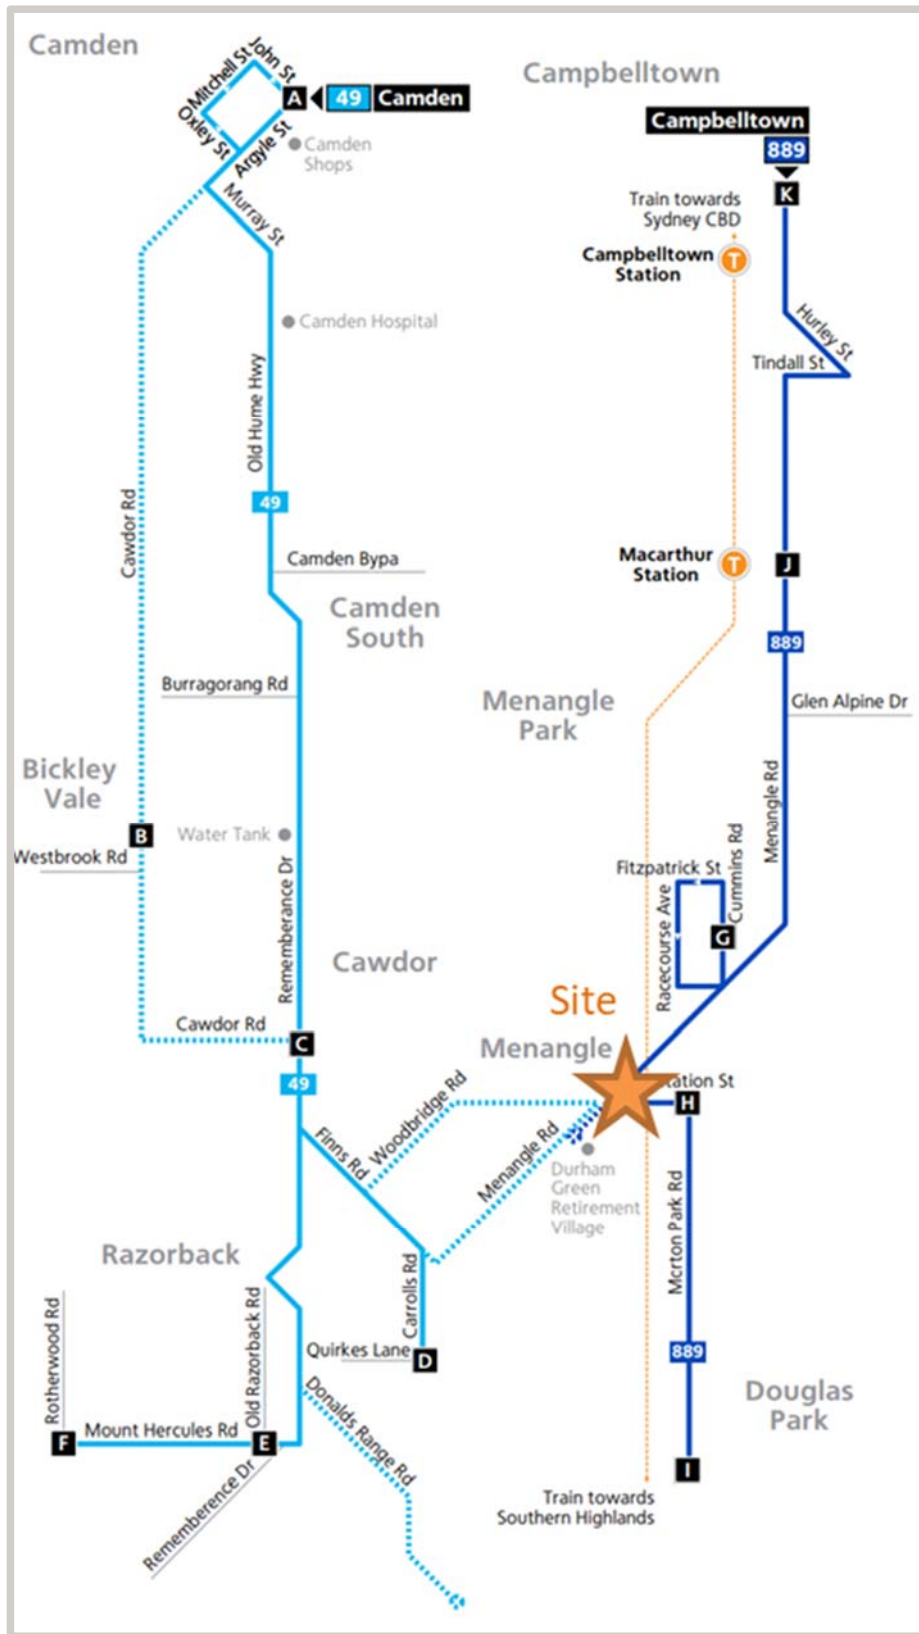 Camden
John St
Mitchell St
Oxley St
A
49 Camden
Argyle St
Camden
Shops
Murray St
Camden Hospital
Old Hume Hwy
Cawdor Rd
49
Camden Bypa
Camden
South
Burragorang Rd
Bickley
Vale
B
Westbrook Rd
Water Tank
Rememberance Dr
Cawdor
Cawdor Rd
C
49
Finns Rd
Woodbridge Rd
Menangle Rd
Razorback
Carrolls Rd
Quirkes Lane
D
Rotherwood Rd
Old Razorback Rd
Mount Hercules Rd
F
E
Rememberence Dr
Donalds Range Rd
Campbelltown
Campbelltown
889
K
Train towards
Sydney CBD
Campbelltown
Station
T
Hurley St
Tindall St
Macarthur
Station
T
J
889
Menangle
Park
Glen Alpine Dr
Menangle Rd
Fitzpatrick St
Cummins Rd
Racecourse Ave
G
Site
Menangle
tation St
H
Durham
Green
Retirement
Village
Mcrton Park Rd
889
Douglas
Park
I
Train towards
Southern Highlands